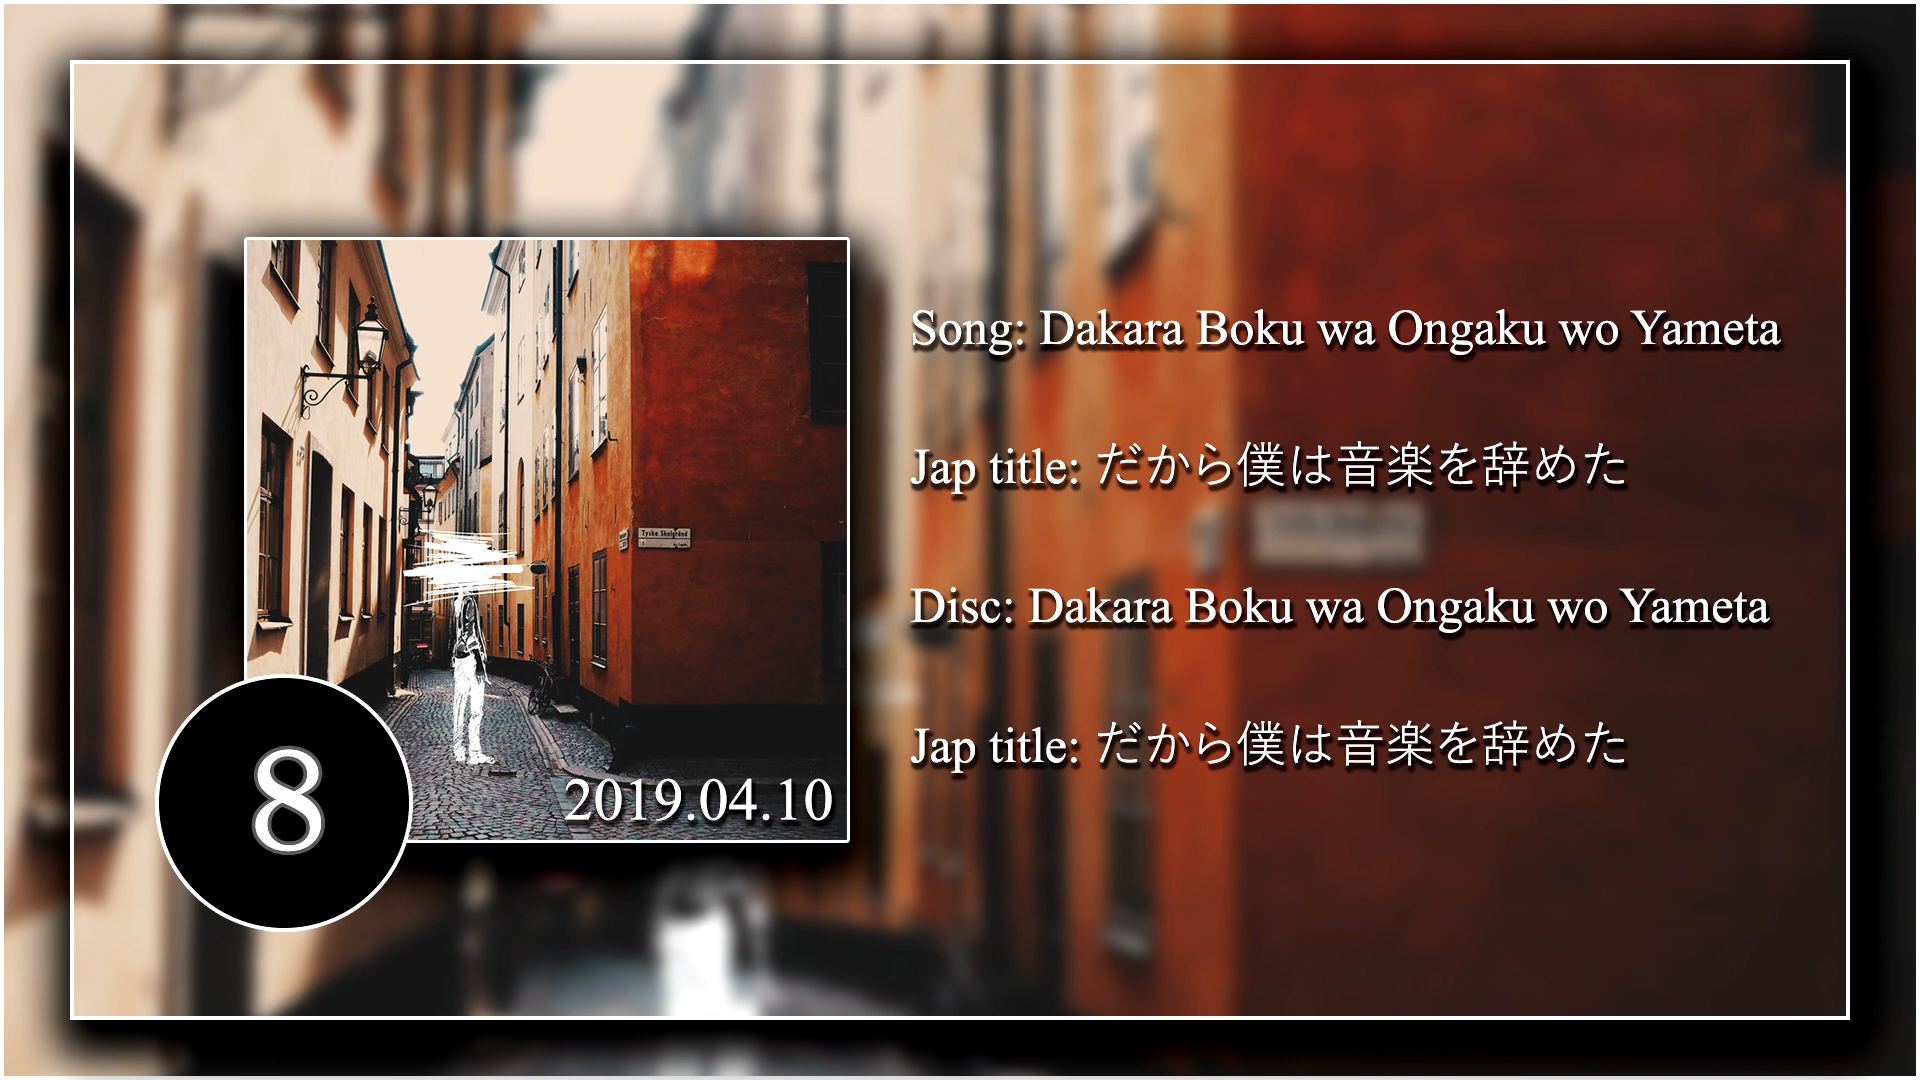 Song: Dakara Boku wa Ongaku wo Yameta
Jap title: だから僕は音楽を辞めた
Disc: Dakara Boku wa Ongaku wo Yameta
Jap title: だから僕は音楽を辞めた
Tyska Skolgränd
2019.04.10
8